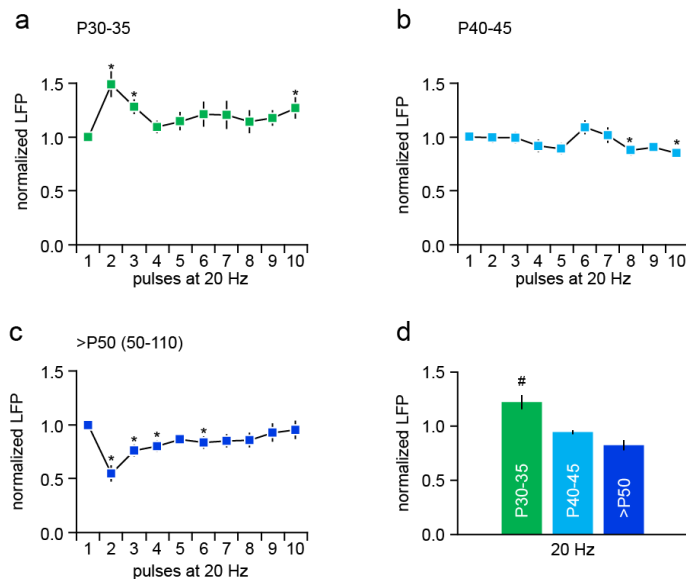 a
P30-35
normalized LFP
1.5
1.0
0.5
0.0
*
*
*
1 2 3 4 5 6 7 8 9 10
pulses at 20 Hz
b
P40-45
normalized LFP
1.5
1.0
0.5
0.0
*
*
1 2 3 4 5 6 7 8 9 10
pulses at 20 Hz
c
>P50 (50-110)
normalized LFP
1.5
1.0
0.5
0.0
*
*
*
*
1 2 3 4 5 6 7 8 9 10
pulses at 20 Hz
d
normalized LFP
1.5
1.0
0.5
0.0
#
P30-35
P40-45
>P50
20 Hz